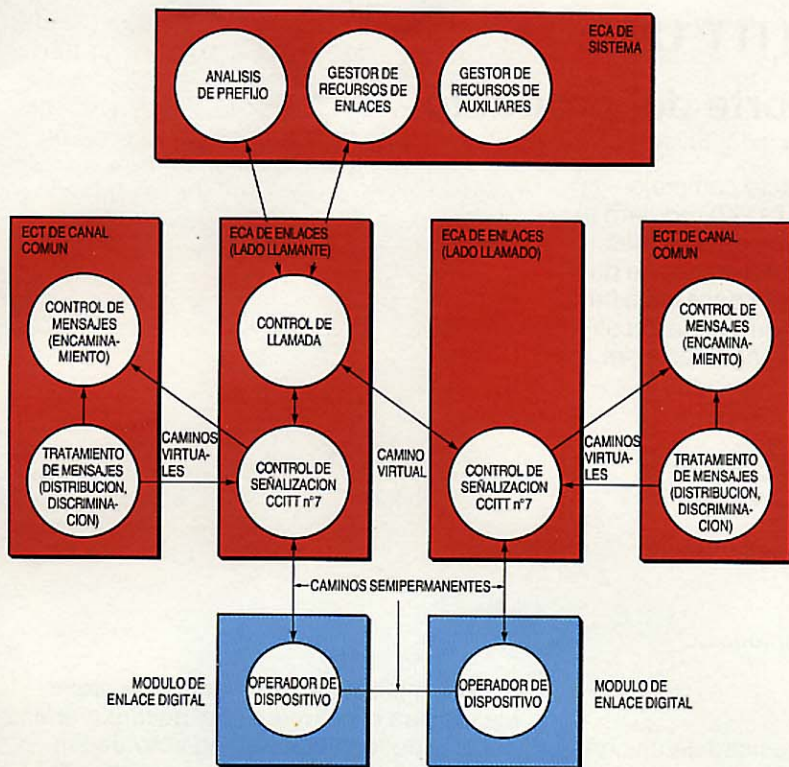 ECA DE
SISTEMA
ANALISIS
DE PREFIJO
GESTOR DE
RECURSOS DE
ENLACES
GESTOR DE
RECURSOS DE
AUXILIARES
ECT DE CANAL
COMUN
ECA DE ENLACES
(LADO LLAMANTE)
ECA DE ENLACES
(LADO LLAMADO)
ECT DE CANAL
COMUN
CONTROL DE
MENSAJES
(ENCAMINA-
MIENTO)
CONTROL DE
LLAMADA
CONTROL DE
MENSAJES
(ENCAMINA-
MIENTO)
TRATAMIENTO
DE MENSAJES
(DISTRIBUCION,
DISCRIMINA-
CION)
CAMINOS
VIRTUA-
LES
CONTROL DE
SEÑALIZACION
CCITT n°7
CAMINO
VIRTUAL
CONTROL DE
SEÑALIZACION
CCITT n°7
CAMINOS
VIRTUA-
LES
TRATAMIENTO
DE MENSAJES
(DISTRIBUCION,
DISCRIMINA-
CION)
CAMINOS SEMIPERMANENTES
MODULO DE
ENLACE DIGITAL
OPERADOR DE
DISPOSITIVO
OPERADOR DE
DISPOSITIVO
MODULO DE
ENLACE DIGITAL